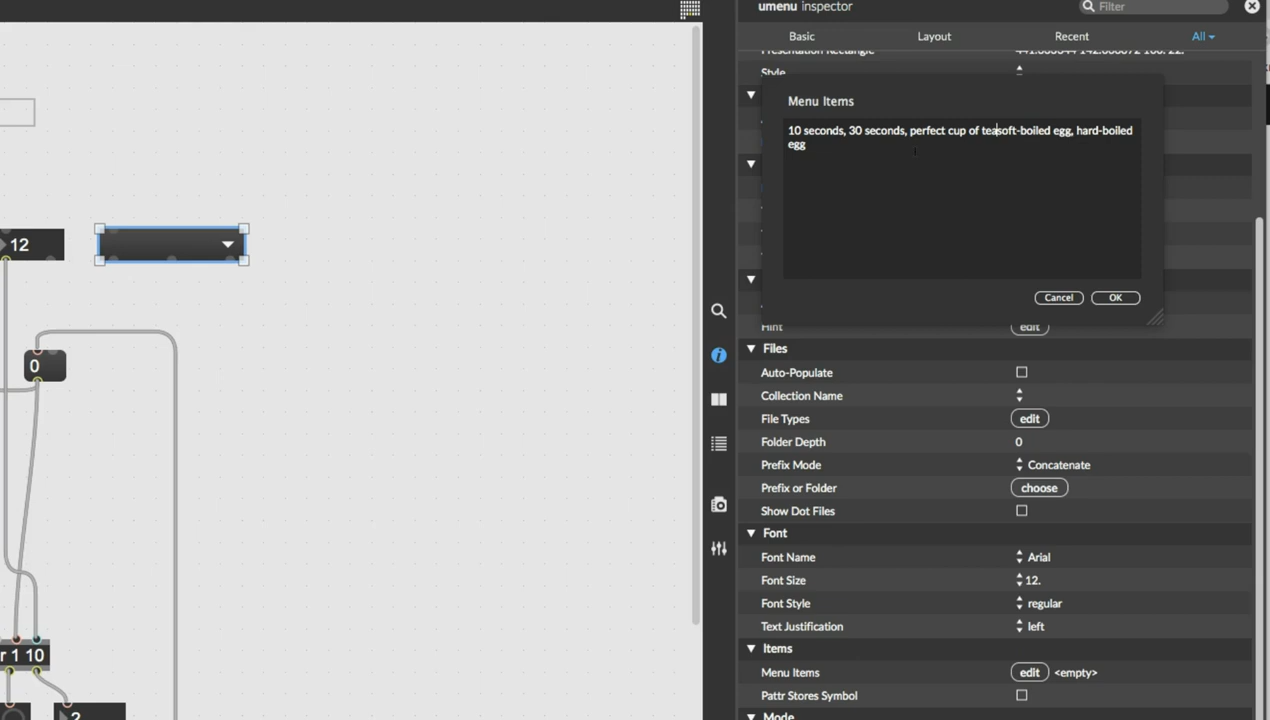 umenu inspector
Filter
Basic
Layout
Recent
All
Presentation Rectangle
Style
Menu Items
10 seconds, 30 seconds, perfect cup of teasoft-boiled egg, hard-boiled
egg
Cancel
OK
12
0
r 1 10
2
Hint
edit
Files
Auto-Populate
Collection Name
File Types
edit
Folder Depth
0
Prefix Mode
Concatenate
Prefix or Folder
choose
Show Dot Files
Font
Font Name
Arial
Font Size
12.
Font Style
regular
Text Justification
left
Items
Menu Items
edit
<empty>
Pattr Stores Symbol
Mode